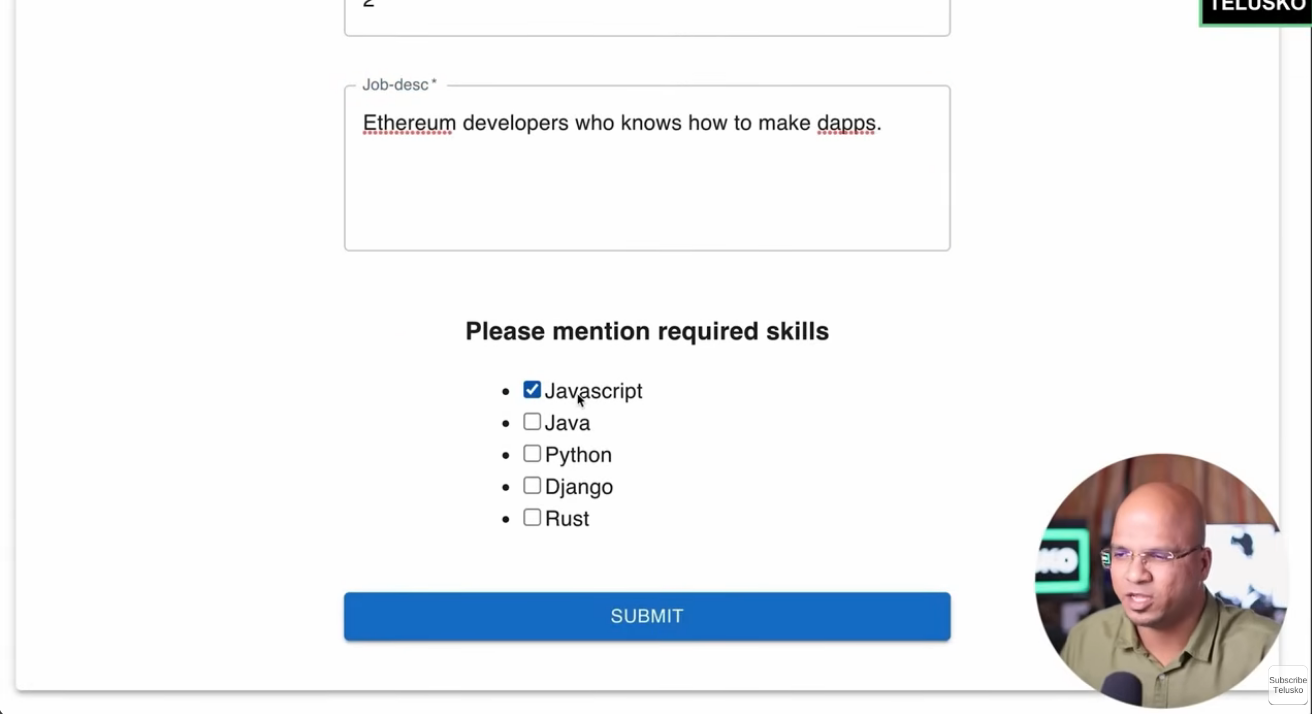 TELUSKO
2
Job-desc*
Ethereum developers who knows how to make dapps.
Please mention required skills
Javascript
Java
Python
Django
Rust
SUBMIT
KO
Subscribe
Telusko